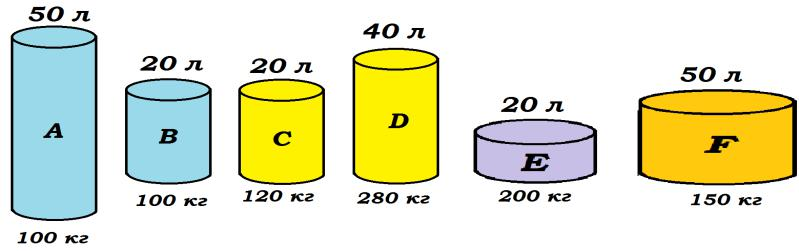 50 л
A
100 кг
20 л
B
100 кг
20 л
C
120 кг
40 л
D
280 кг
20 л
E
200 кг
50 л
F
150 кг